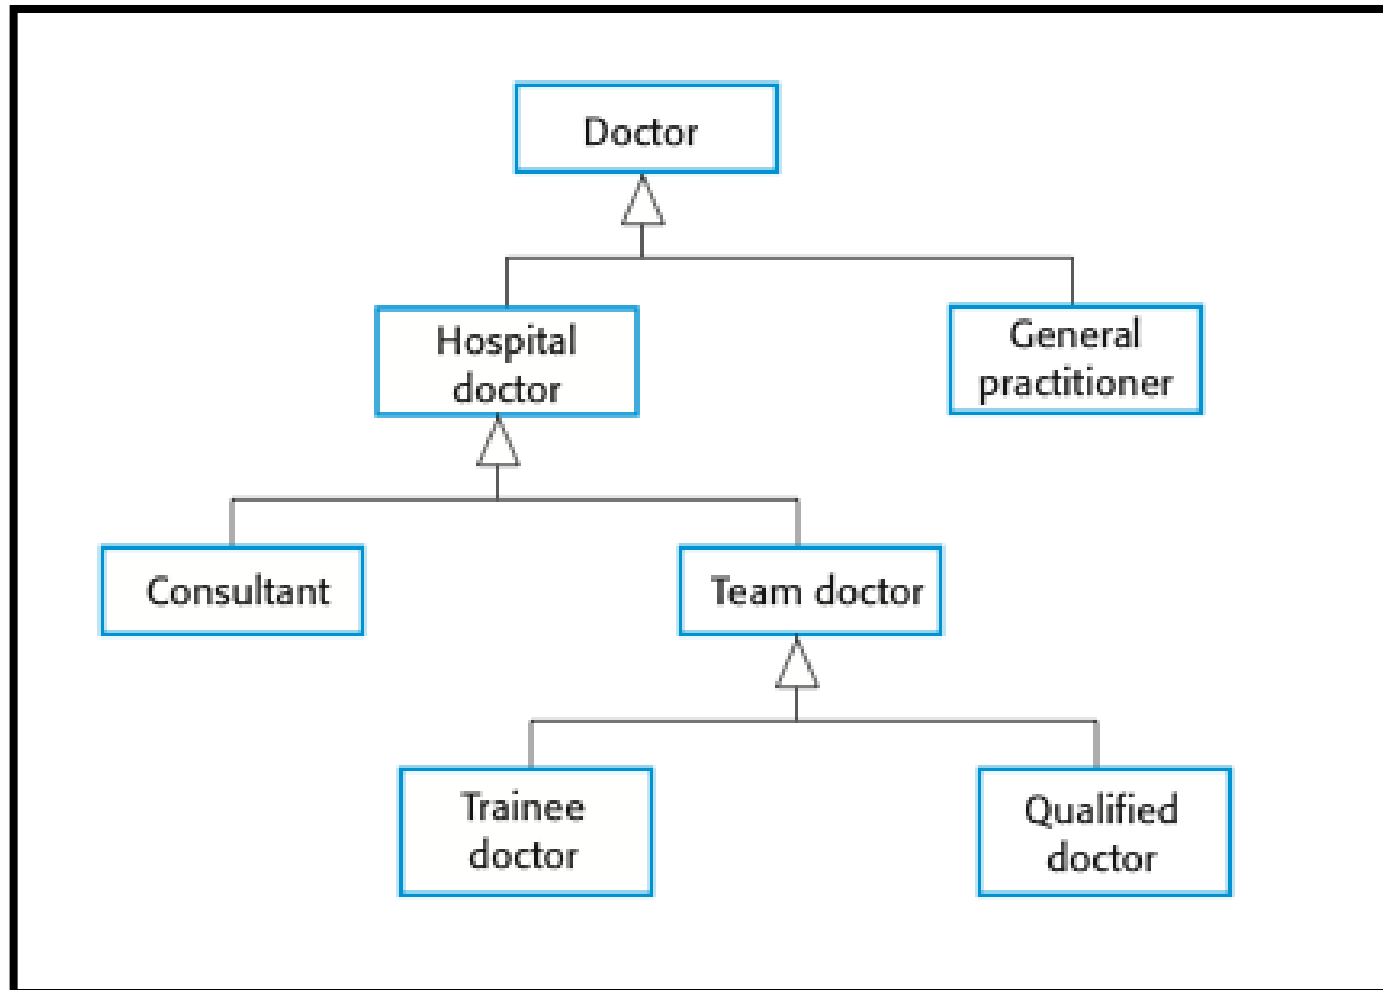 Doctor
Hospital
doctor
General
practitioner
Consultant
Team doctor
Trainee
doctor
Qualified
doctor